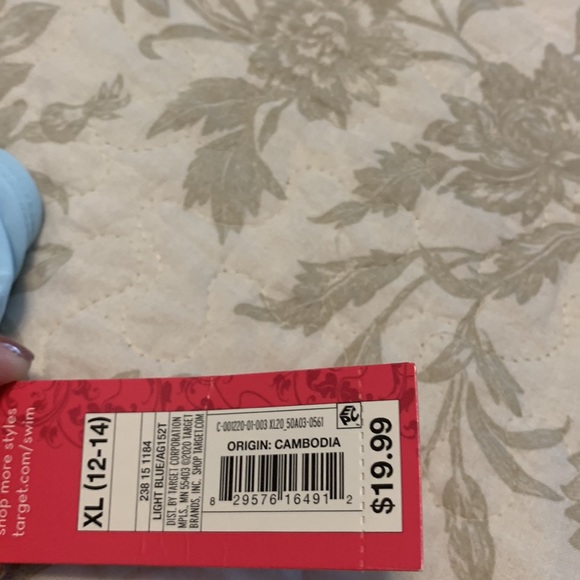 shop more styles
target.com/swim
XL (12-14)
238 15 1184
LIGHT BLUE/AG152T
DIST. BY TARGET CORPORATION
MPLS, MN 55403 ©2020 TARGET
BRANDS, INC. SHOP TARGET.COM
C-001220-01-003 XL20_50A03-0561
ORIGIN: CAMBODIA
8 29576 16491 2
$19.99